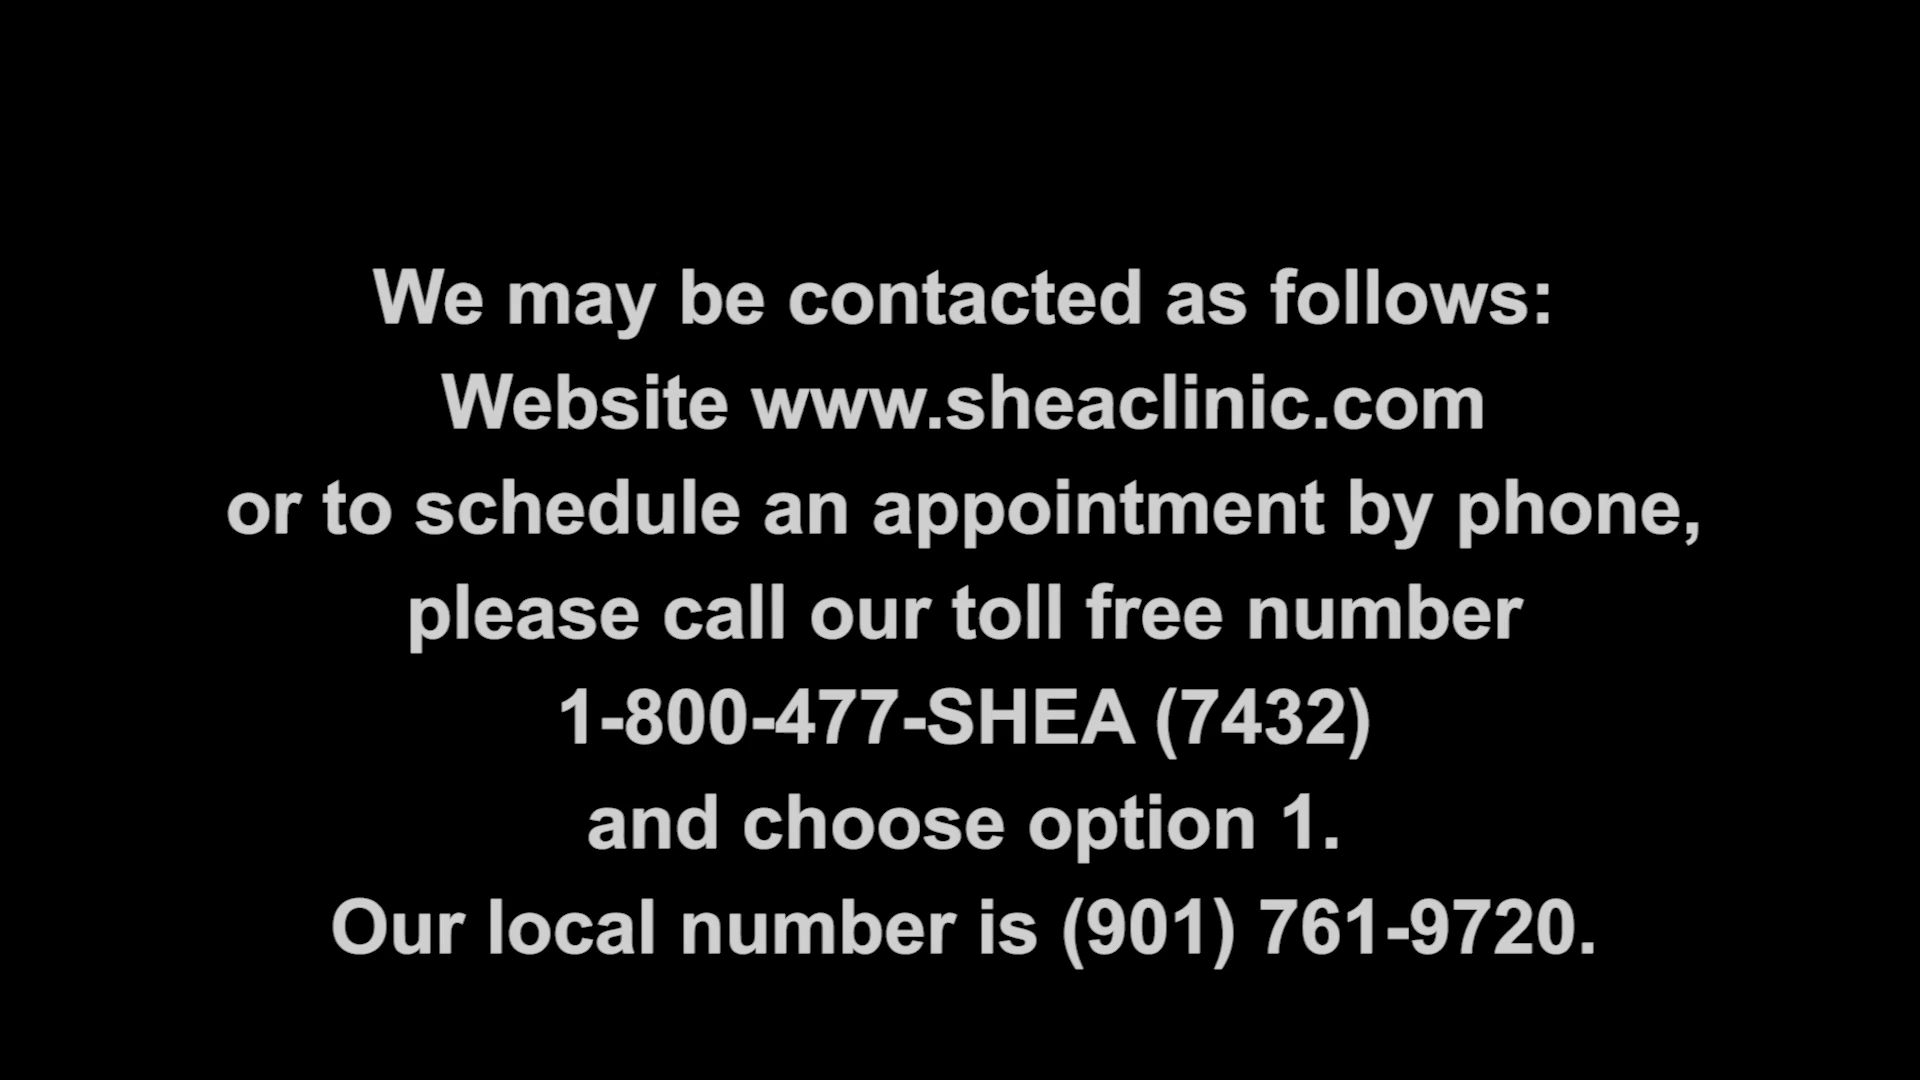 We may be contacted as follows:
Website www.sheaclinic.com
or to schedule an appointment by phone,
please call our toll free number
1-800-477-SHEA (7432)
and choose option 1.
Our local number is (901) 761-9720.